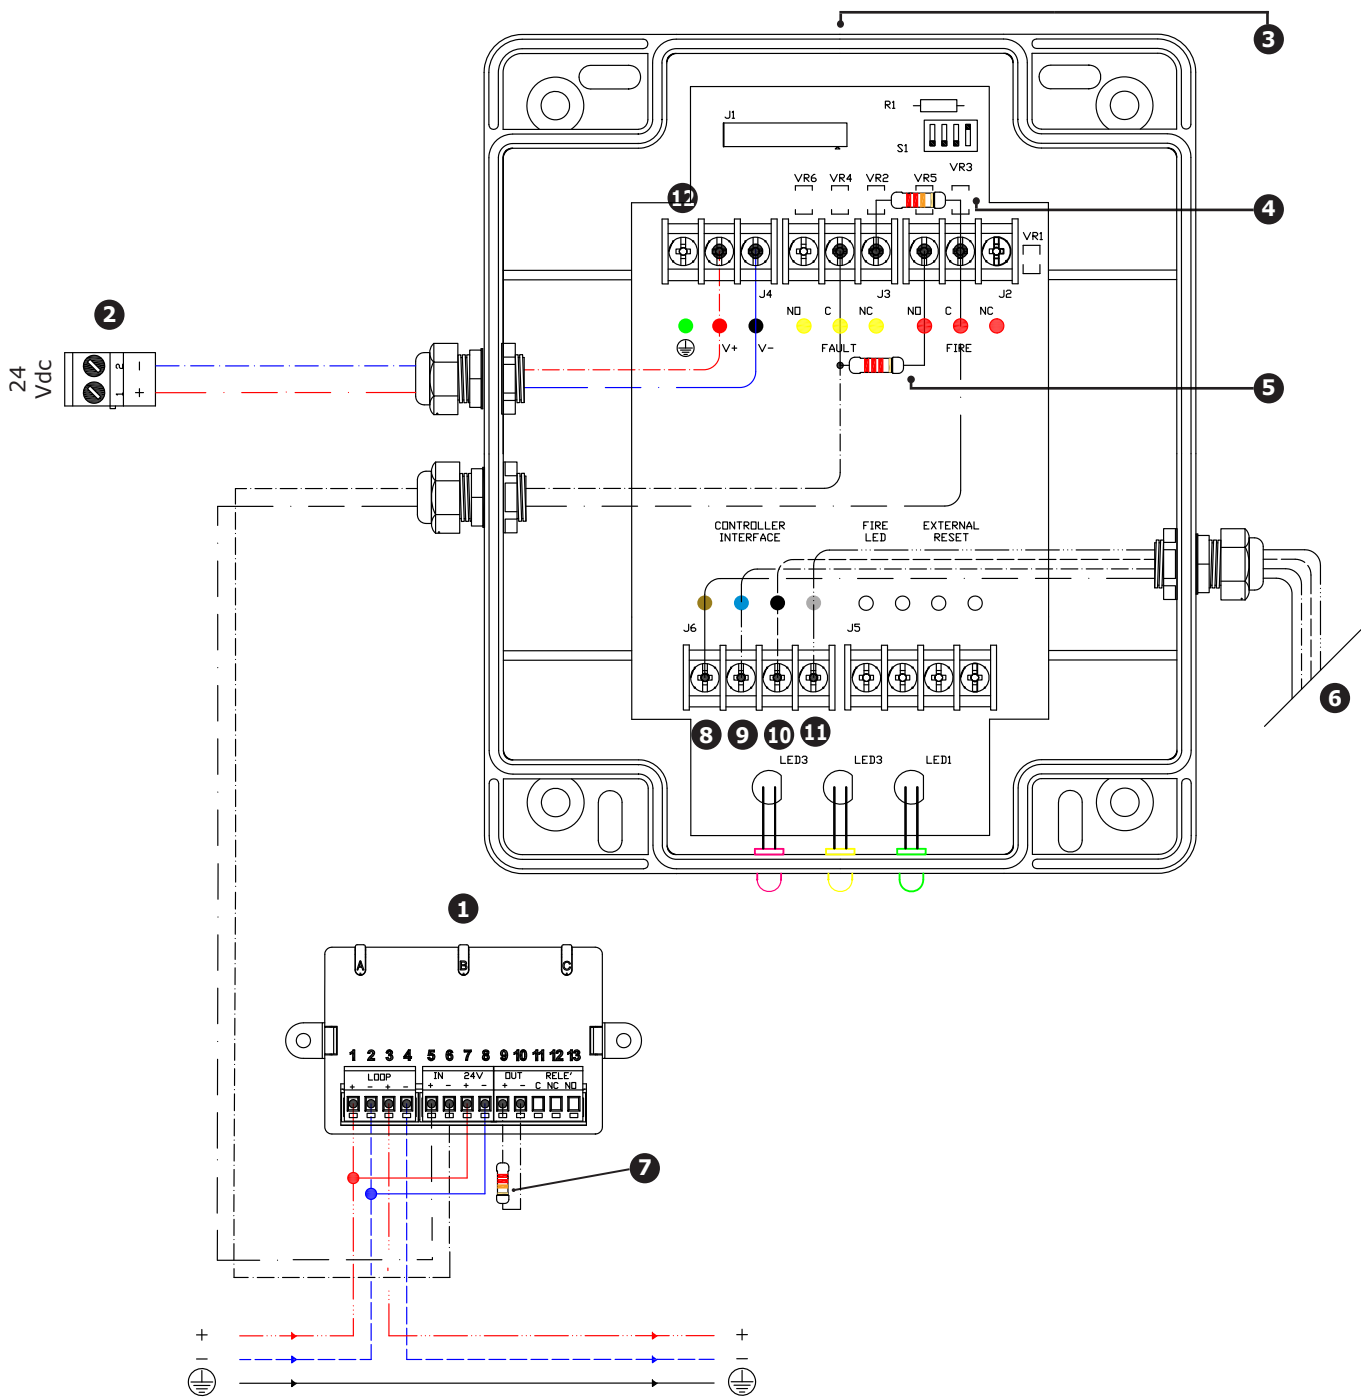 3
R1
J1
S1
VR3
VR6 VR4 VR2 VR5
12
4
VR1
J4 J3 J2
NO C NC NO C NC
2
V+ V- FAULT FIRE
24
Vdc
2 -
1 +
5
CONTROLLER
INTERFACE
FIRE
LED
EXTERNAL
RESET
J6 J5
6
8 9 10 11
LED3 LED3 LED1
1
A B C
1 2 3 4 5 6 7 8 9 10 11 12 13
LOOP IN 24V OUT RELE'
+ - + - + - + - + - C NC NO
7
+ +
- -